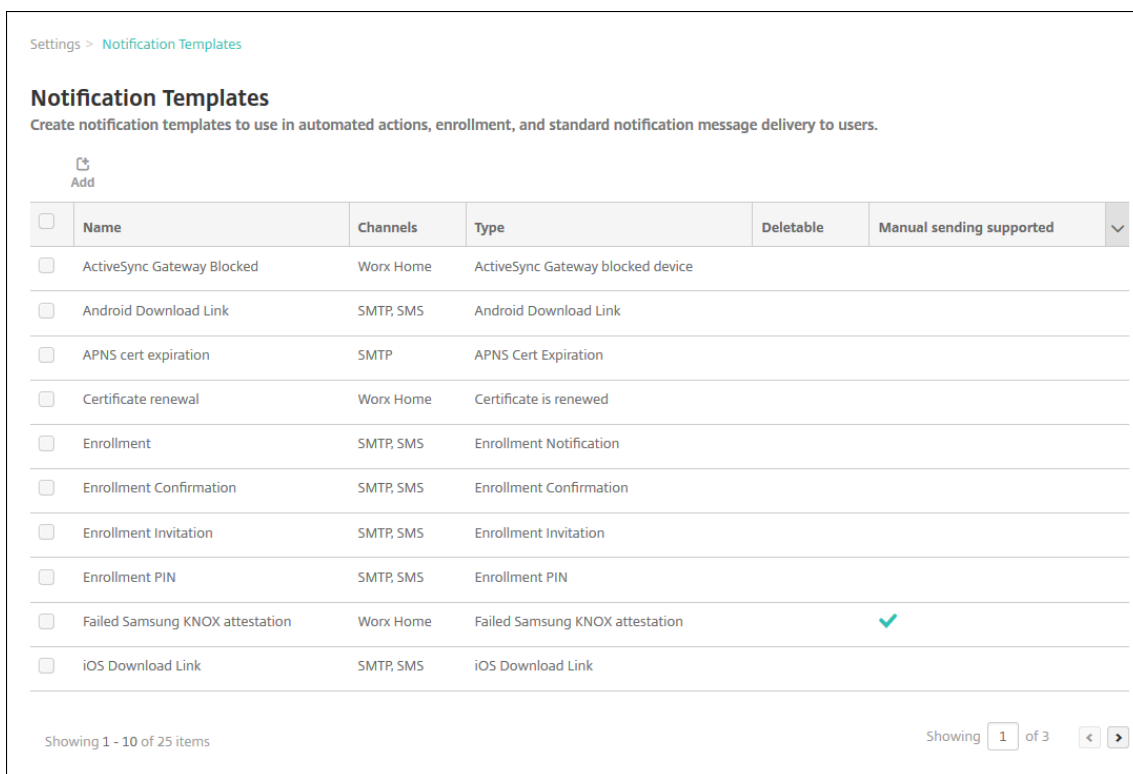 Settings > Notification Templates
Notification Templates
Create notification templates to use in automated actions, enrollment, and standard notification message delivery to users.
Add
Name Channels Type Deletable Manual sending supported
ActiveSync Gateway Blocked Worx Home ActiveSync Gateway blocked device
Android Download Link SMTP, SMS Android Download Link
APNS cert expiration SMTP APNS Cert Expiration
Certificate renewal Worx Home Certificate is renewed
Enrollment SMTP, SMS Enrollment Notification
Enrollment Confirmation SMTP, SMS Enrollment Confirmation
Enrollment Invitation SMTP, SMS Enrollment Invitation
Enrollment PIN SMTP, SMS Enrollment PIN
Failed Samsung KNOX attestation Worx Home Failed Samsung KNOX attestation
iOS Download Link SMTP, SMS iOS Download Link
Showing 1 - 10 of 25 items Showing 1 of 3 < >